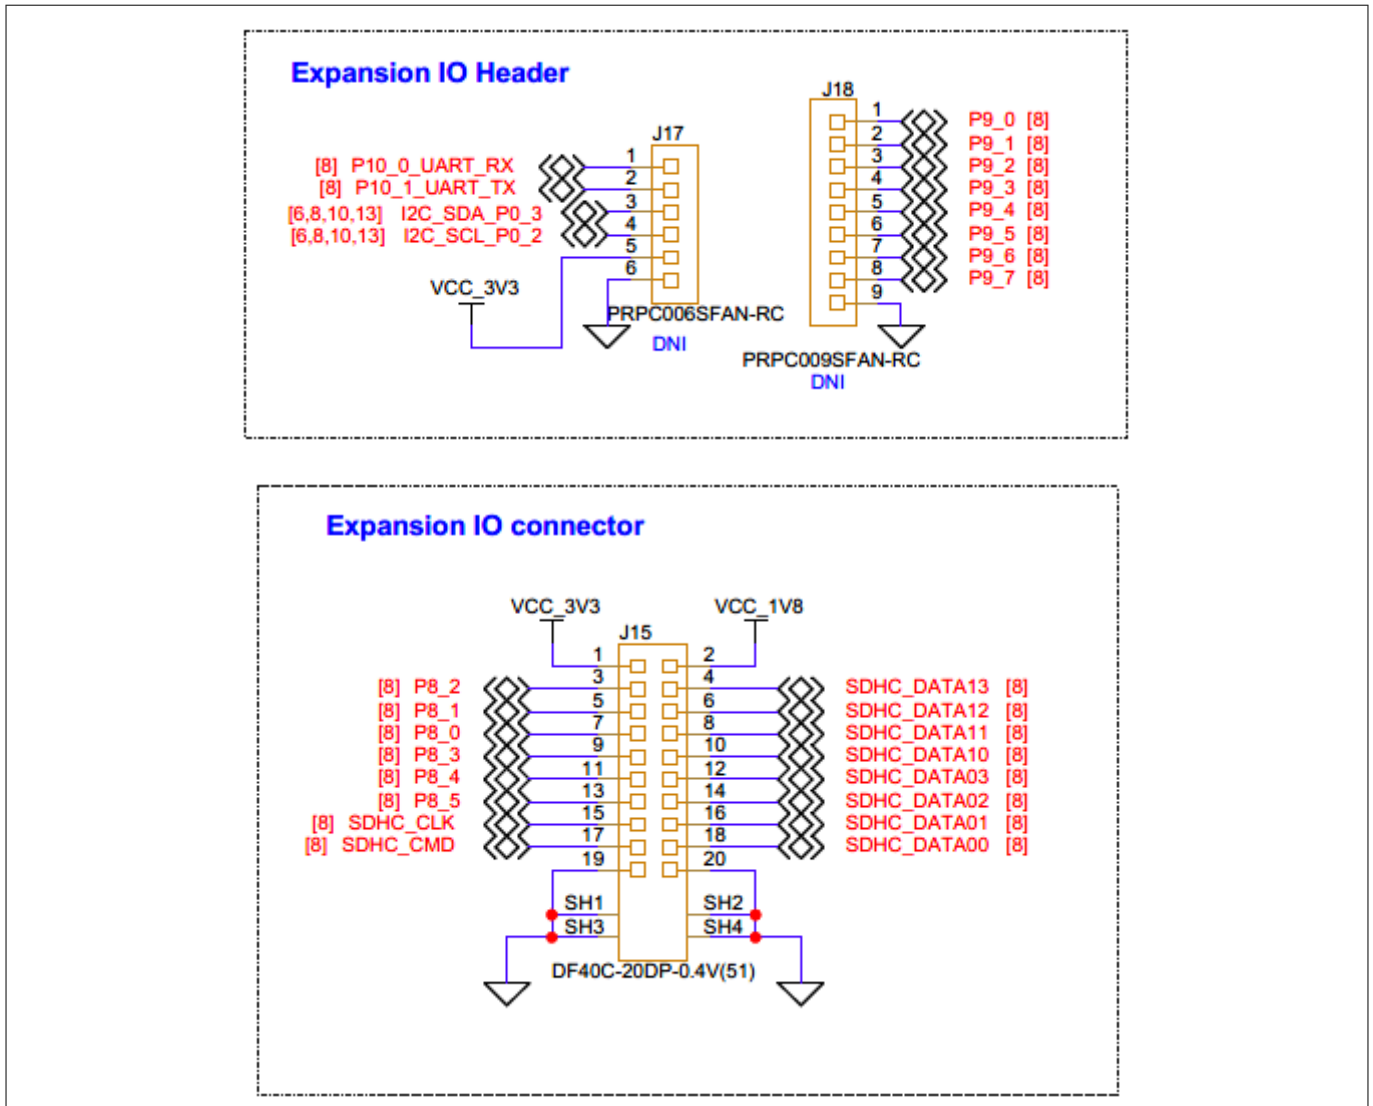 Expansion IO Header
J17
[8] P10_0_UART_RX 1
[8] P10_1_UART_TX 2
[6,8,10,13] I2C_SDA_P0_3 3
[6,8,10,13] I2C_SCL_P0_2 4
5
6
VCC_3V3
PRPC006SFAN-RC
DNI
J18
1 P9_0 [8]
2 P9_1 [8]
3 P9_2 [8]
4 P9_3 [8]
5 P9_4 [8]
6 P9_5 [8]
7 P9_6 [8]
8 P9_7 [8]
9
PRPC009SFAN-RC
DNI
Expansion IO connector
VCC_3V3 VCC_1V8
J15
1 2
[8] P8_2 3 4 SDHC_DATA13 [8]
[8] P8_1 5 6 SDHC_DATA12 [8]
[8] P8_0 7 8 SDHC_DATA11 [8]
[8] P8_3 9 10 SDHC_DATA10 [8]
[8] P8_4 11 12 SDHC_DATA03 [8]
[8] P8_5 13 14 SDHC_DATA02 [8]
[8] SDHC_CLK 15 16 SDHC_DATA01 [8]
[8] SDHC_CMD 17 18 SDHC_DATA00 [8]
19 20
SH1 SH2
SH3 SH4
DF40C-20DP-0.4V(51)